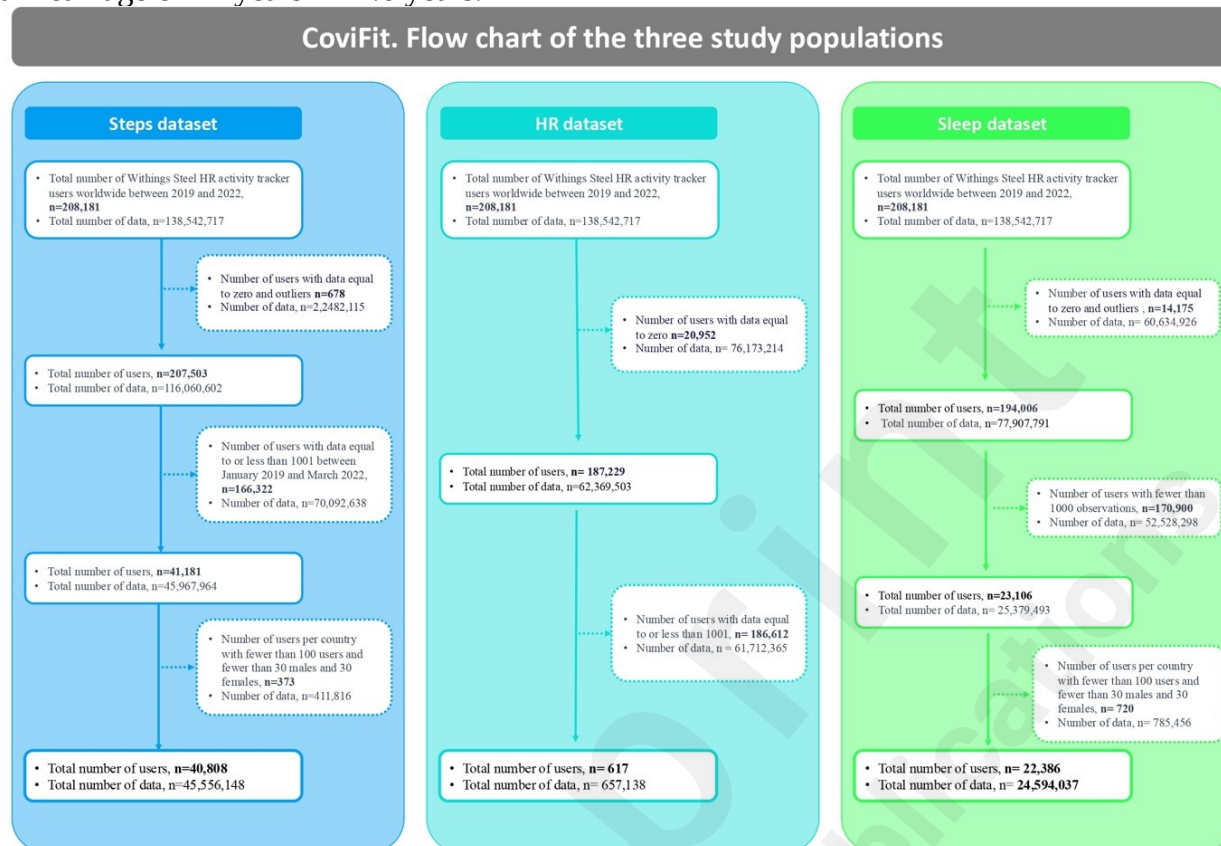 CoviFit. Flow chart of the three study populations
Steps dataset
• Total number of Withings Steel HR activity tracker
users worldwide between 2019 and 2022,
n=208,181
• Total number of data, n=138,542,717
• Number of users with data equal
to zero and outliers n=678
• Number of data, n=2,2482,115
• Total number of users, n=207,503
• Total number of data, n=116,060,602
• Number of users with data equal
to or less than 1001 between
January 2019 and March 2022,
n=166,322
• Number of data, n=70,092,638
• Total number of users, n=41,181
• Total number of data, n=45,967,964
• Number of users per country
with fewer than 100 users and
fewer than 30 males and 30
females, n=373
• Number of data, n=411,816
• Total number of users, n=40,808
• Total number of data, n=45,556,148
HR dataset
• Total number of Withings Steel HR activity tracker
users worldwide between 2019 and 2022,
n=208,181
• Total number of data, n=138,542,717
• Number of users with data equal
to zero n=20,952
• Number of data, n= 76,173,214
• Total number of users, n= 187,229
• Total number of data, n=62,369,503
• Number of users with data equal
to or less than 1001, n= 186,612
• Number of data, n = 61,712,365
• Total number of users, n= 617
• Total number of data, n= 657,138
Sleep dataset
• Total number of Withings Steel HR activity tracker
users worldwide between 2019 and 2022,
n=208,181
• Total number of data, n=138,542,717
• Number of users with data equal
to zero and outliers , n=14,175
• Number of data, n= 60,634,926
• Total number of users, n=194,006
• Total number of data, n=77,907,791
• Number of users with fewer than
1000 observations, n=170,900
• Number of data, n= 52,528,298
• Total number of users, n=23,106
• Total number of data, n= 25,379,493
• Number of users per country
with fewer than 100 users and
fewer than 30 males and 30
females, n= 720
• Number of data, n= 785,456
• Total number of users, n= 22,386
• Total number of data, n= 24,594,037
print
blications